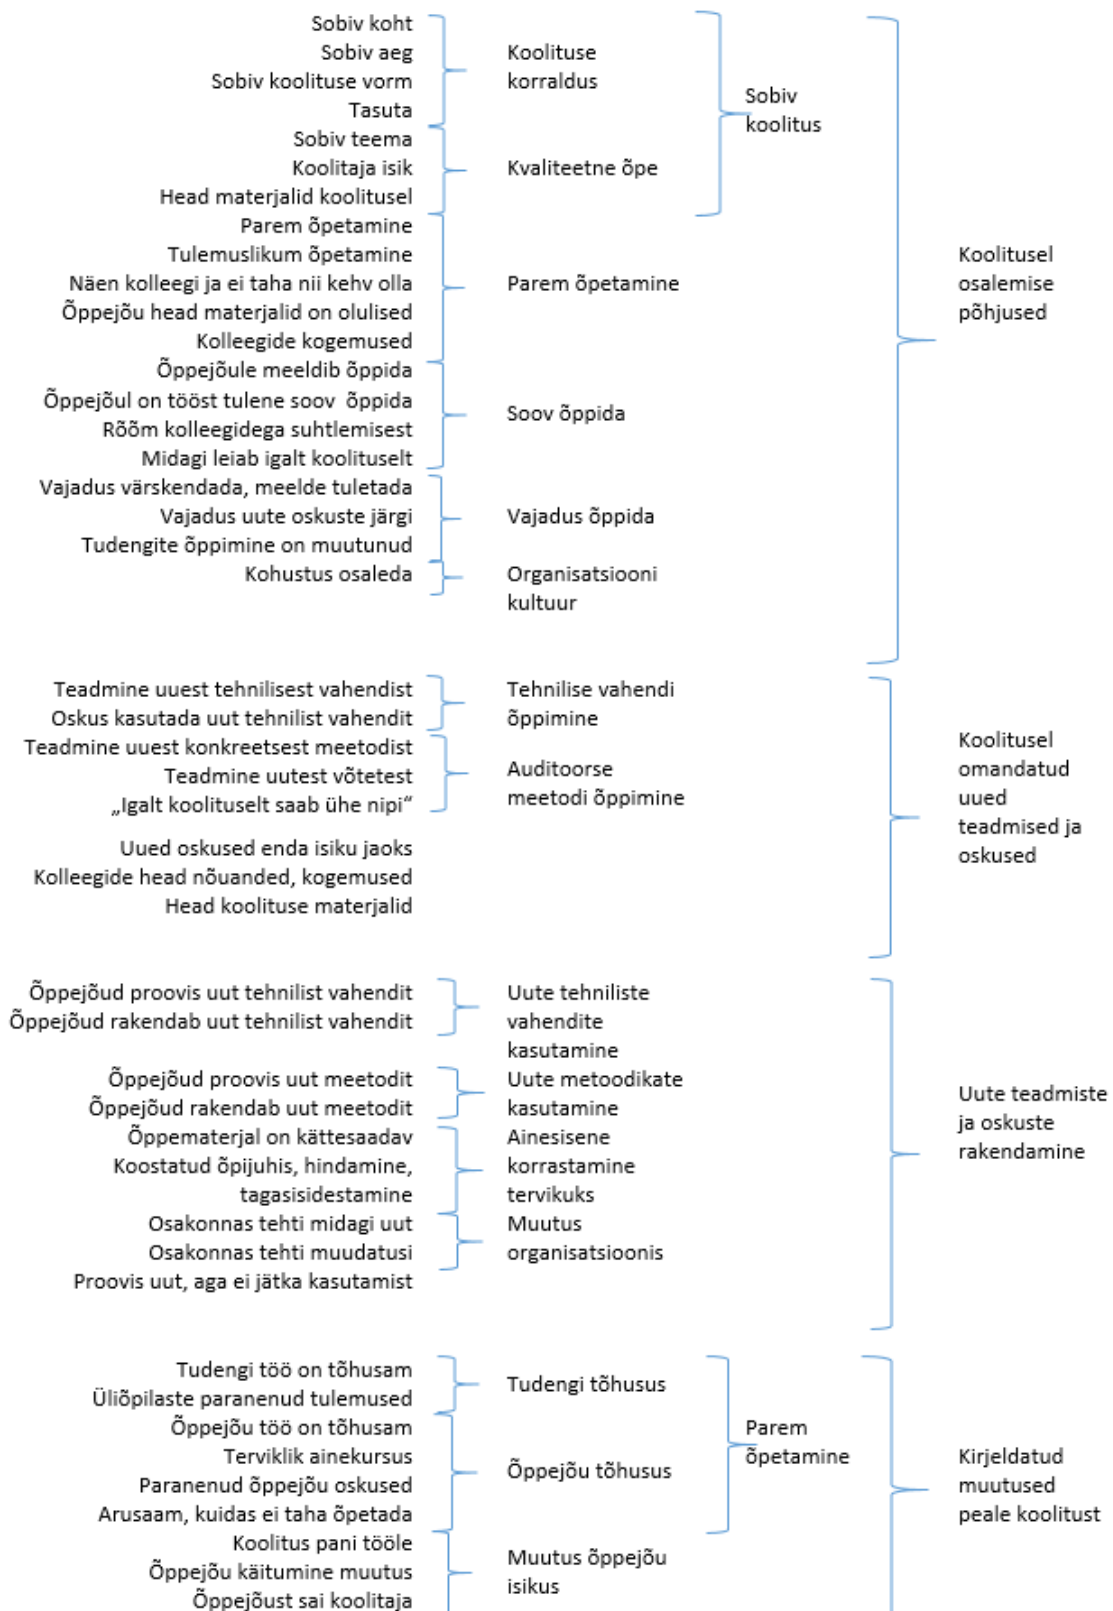 Sobiv koht
Sobiv aeg
Sobiv koolituse vorm
Tasuta
Koolituse
korraldus
Sobiv teema
Koolitaja isik
Head materjalid koolitusel
Kvaliteetne õpe
Sobiv
koolitus
Parem õpetamine
Tulemuslikum õpetamine
Näen kolleegi ja ei taha nii kehv olla
Õppejõu head materjalid on olulised
Kolleegide kogemused
Parem õpetamine
Õppejõule meeldib õppida
Õppejõul on tööst tulene soov  õppida
Rõõm kolleegidega suhtlemisest
Midagi leiab igalt koolituselt
Soov õppida
Vajadus värskendada, meelde tuletada
Vajadus uute oskuste järgi
Tudengite õppimine on muutunud
Vajadus õppida
Kohustus osaleda
Organisatsiooni
kultuur
Koolitusel
osalemise
põhjused
Teadmine uuest tehnilisest vahendist
Oskus kasutada uut tehnilist vahendit
Tehnilise vahendi
õppimine
Teadmine uuest konkreetsest meetodist
Teadmine uutest võtetest
„Igalt koolituselt saab ühe nipi“
Auditoorse
meetodi õppimine
Uued oskused enda isiku jaoks
Kolleegide head nõuanded, kogemused
Head koolituse materjalid
Koolitusel
omandatud
uued
teadmised ja
oskused
Õppejõud proovis uut tehnilist vahendit
Õppejõud rakendab uut tehnilist vahendit
Uute tehniliste
vahendite
kasutamine
Õppejõud proovis uut meetodit
Õppejõud rakendab uut meetodit
Uute metoodikate
kasutamine
Õppematerjal on kättesaadav
Koostatud õpijuhis, hindamine,
tagasisidestamine
Ainesisene
korrastamine
tervikuks
Osakonnas tehti midagi uut
Osakonnas tehti muudatusi
Muutus
organisatsioonis
Proovis uut, aga ei jätka kasutamist
Uute teadmiste
ja oskuste
rakendamine
Tudengi töö on tõhusam
Üliõpilaste paranenud tulemused
Tudengi tõhusus
Õppejõu töö on tõhusam
Terviklik ainekursus
Paranenud õppejõu oskused
Arusaam, kuidas ei taha õpetada
Õppejõu tõhusus
Parem
õpetamine
Koolitus pani tööle
Õppejõu käitumine muutus
Õppejõust sai koolitaja
Muutus õppejõu
isikus
Kirjeldatud
muutused
peale koolitust